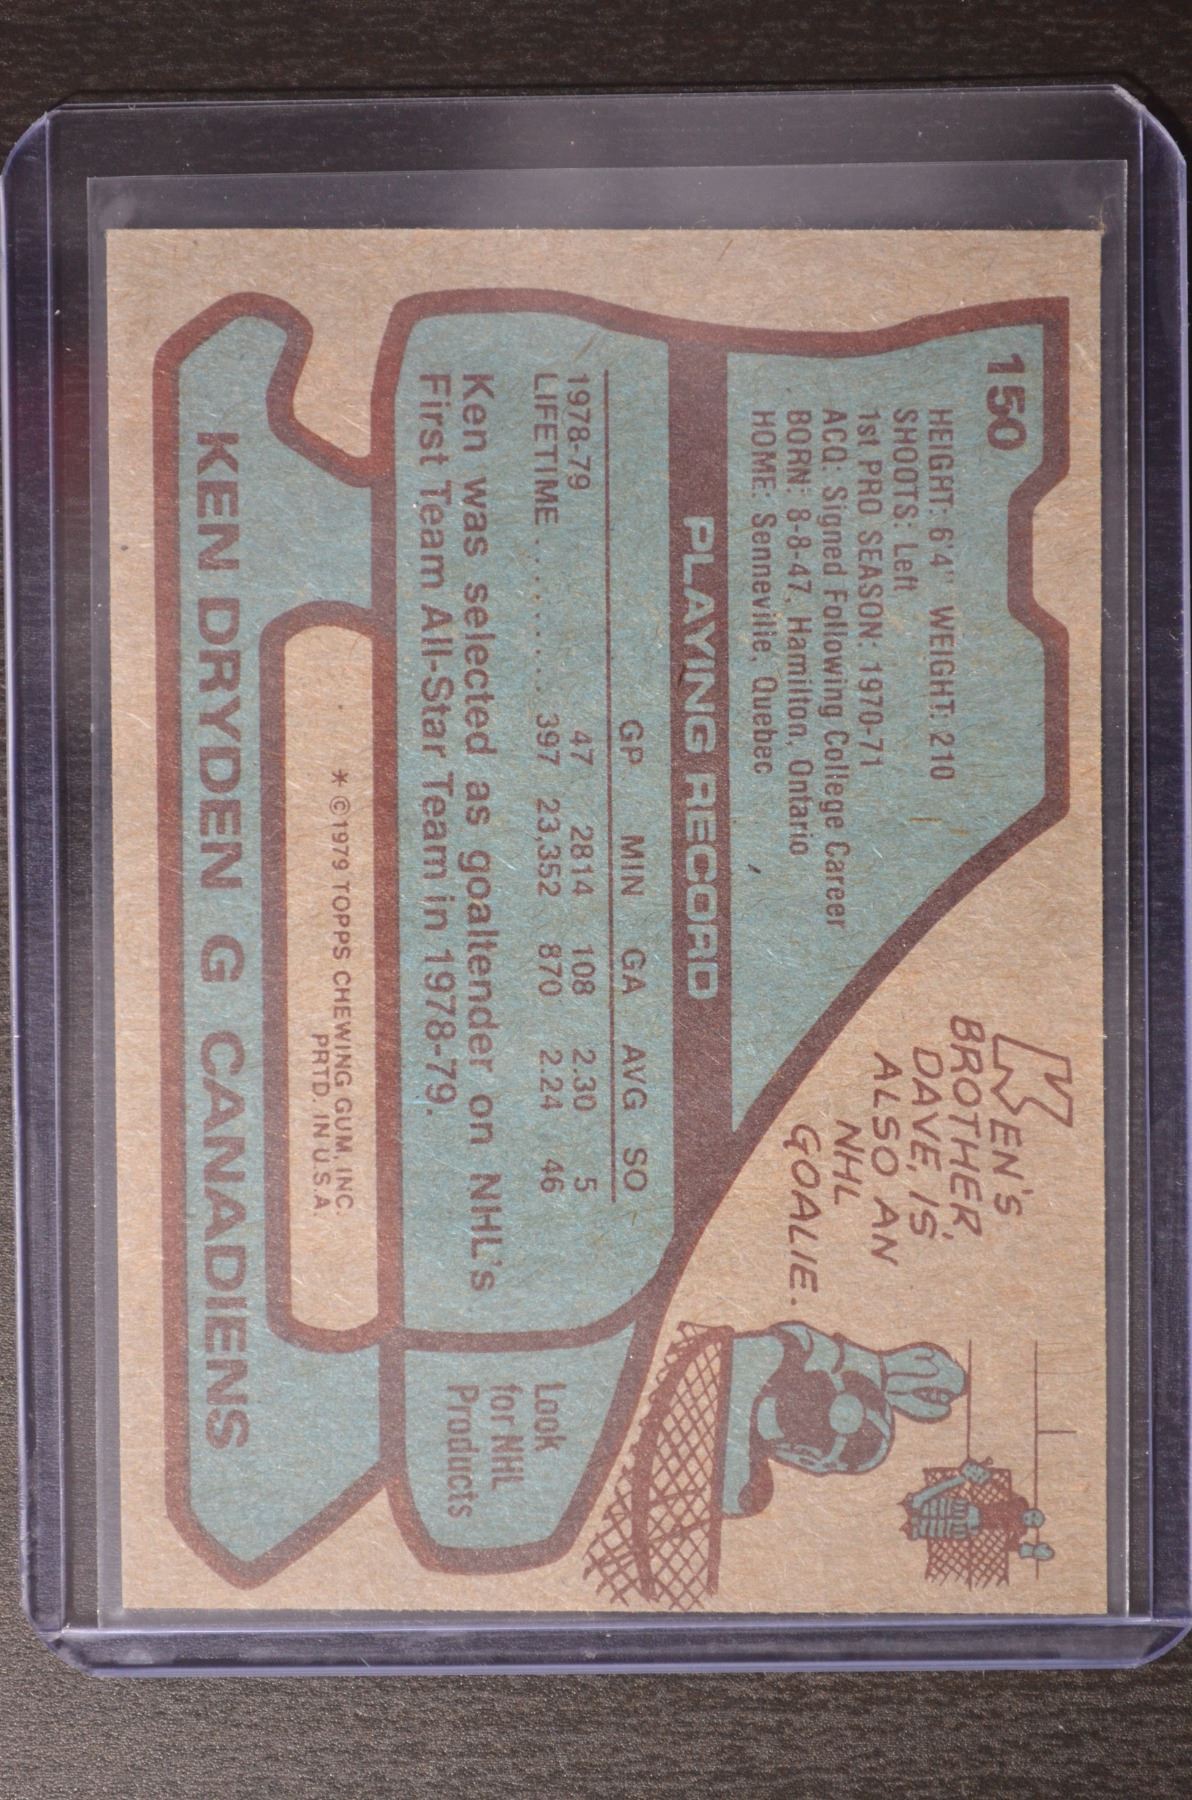 150
HEIGHT: 6'4" WEIGHT: 210
SHOOTS: Left
1st PRO SEASON: 1970-71
ACQ: Signed Following College Career
BORN: 8-8-47, Hamilton, Ontario
HOME: Senneville, Quebec
KEN'S
BROTHER,
DAVE, IS
ALSO AN
NHL
GOALIE.
PLAYING RECORD
GP MIN GA AVG SO
1978-79 47 2814 108 2.30 5
LIFETIME .......... 397 23,352 870 2.24 46
Ken was selected as goaltender on NHL's
First Team All-Star Team in 1978-79.
Look
for NHL
Products
* ©1979 TOPPS CHEWING GUM, INC.
PRTD. IN U.S.A.
KEN DRYDEN G CANADIENS